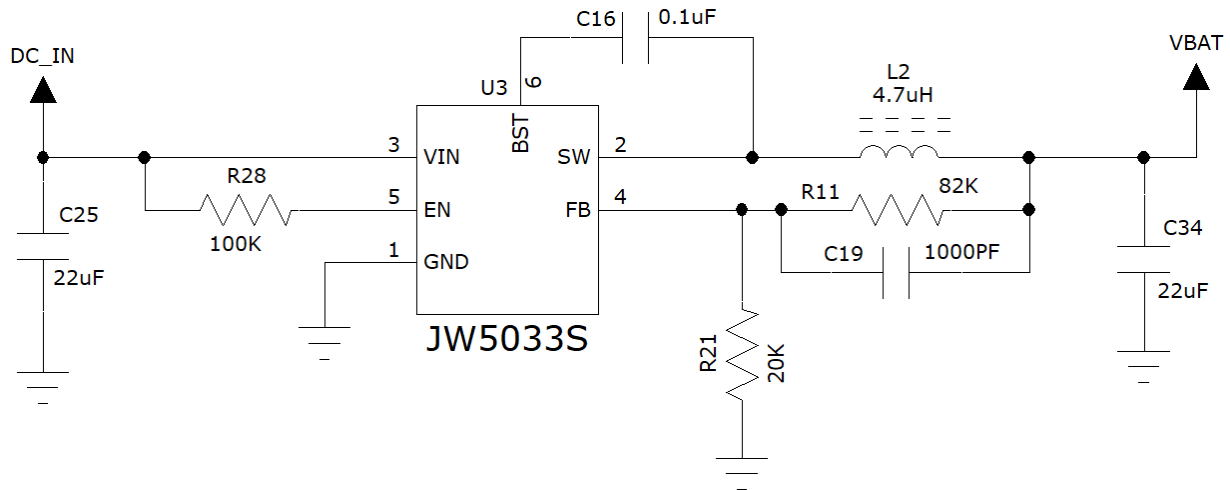 C16
0.1uF
DC_IN
VBAT
L2
4.7uH
U3
6
BST
3
VIN
SW
2
R28
5
EN
FB
4
R11
82K
100K
C25
22uF
1
GND
C19
1000PF
C34
22uF
JW5033S
R21
20K